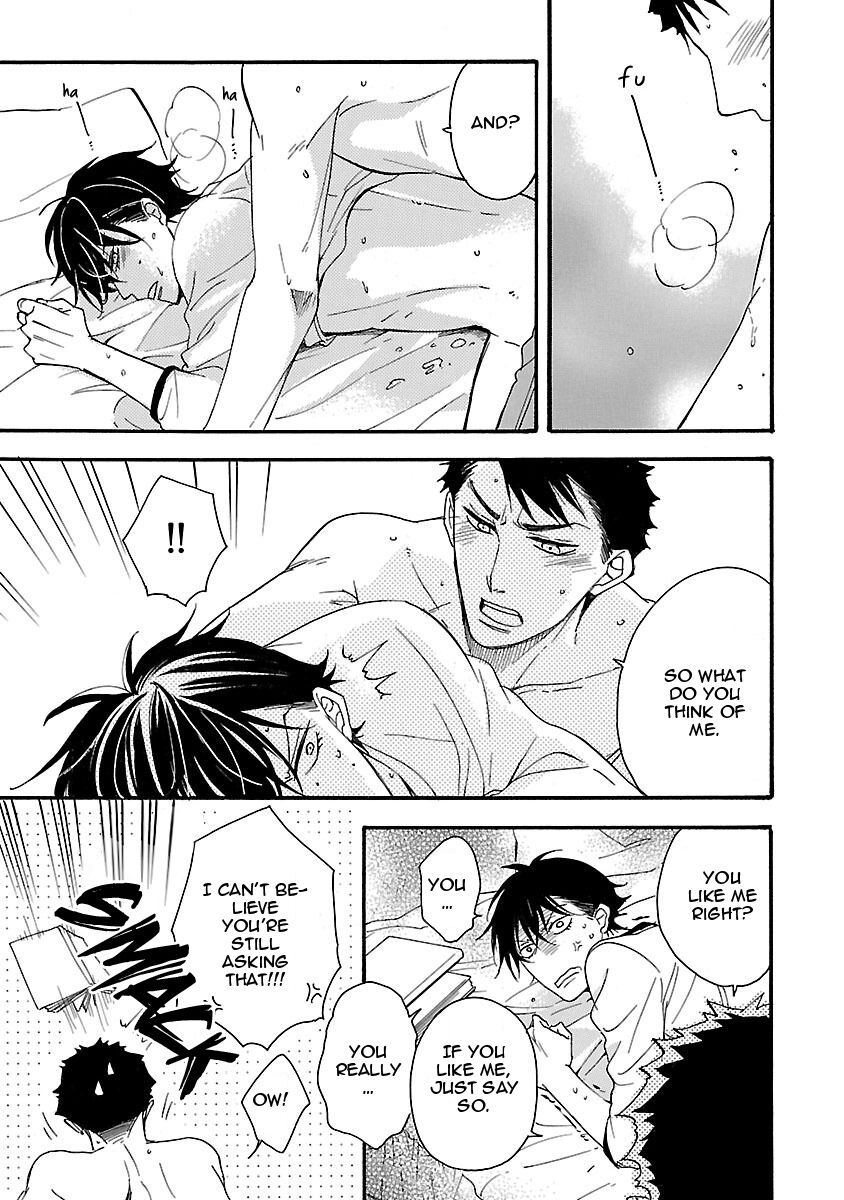 fu
AND?
ha
ha
SO WHAT
DO YOU
THINK OF
ME.
!!
YOU
LIKE ME
RIGHT?
YOU
...
IF YOU
LIKE ME,
JUST SAY
SO.
YOU
REALLY
...
I CAN'T BE-
LIEVE
YOU'RE
STILL
ASKING
THAT!!!
SMACK
OW!